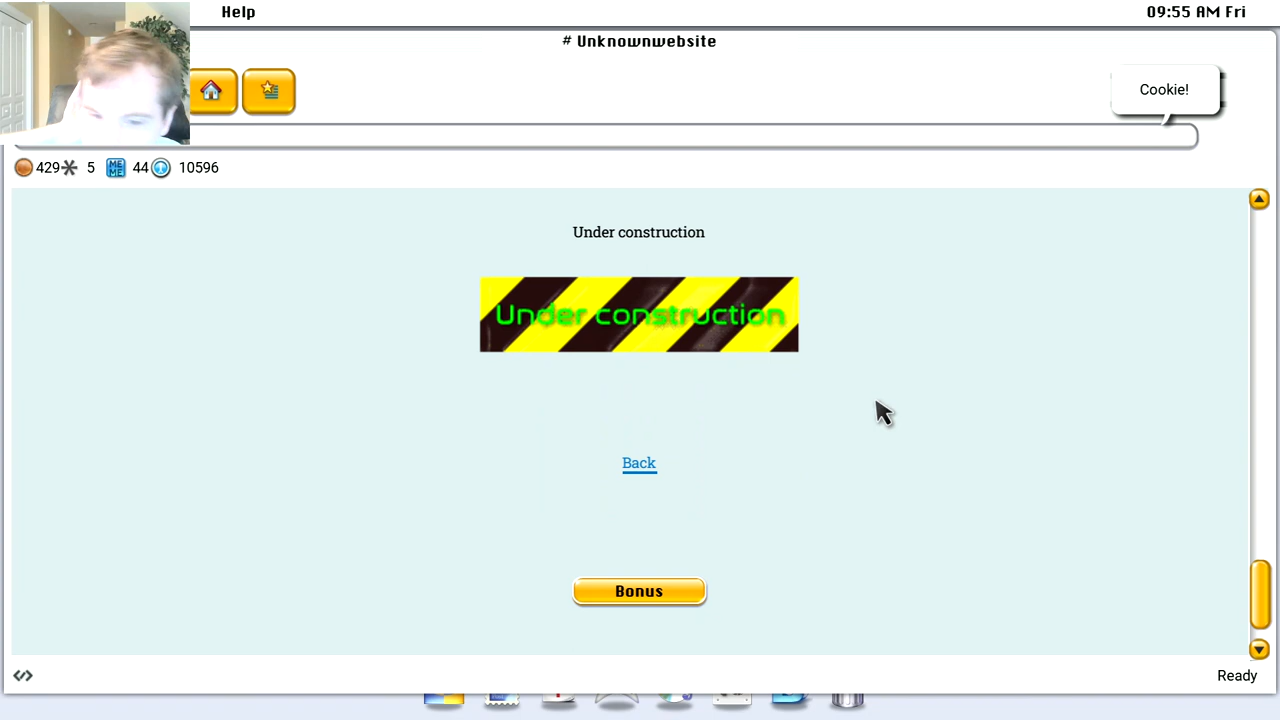 Help
09:55 AM Fri
# Unknownwebsite
Cookie!
429 5 ME ME 44 10596
Under construction
Under construction
Back
Bonus
Ready